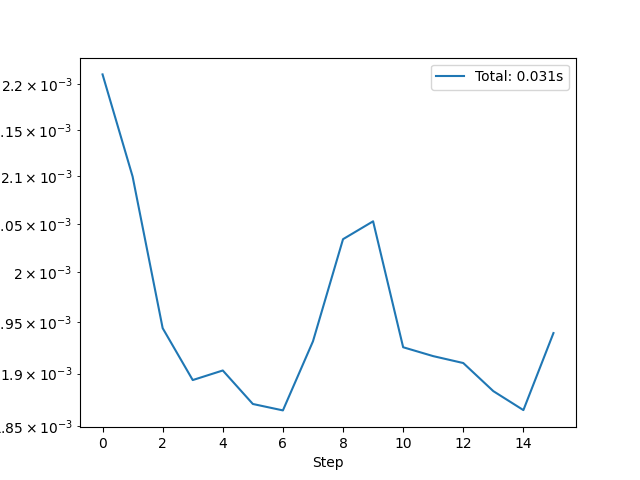 Total: 0.031s
2.2 × 10⁻³
.15 × 10⁻³
2.1 × 10⁻³
.05 × 10⁻³
2 × 10⁻³
.95 × 10⁻³
1.9 × 10⁻³
.85 × 10⁻³
0 2 4 6 8 10 12 14
Step